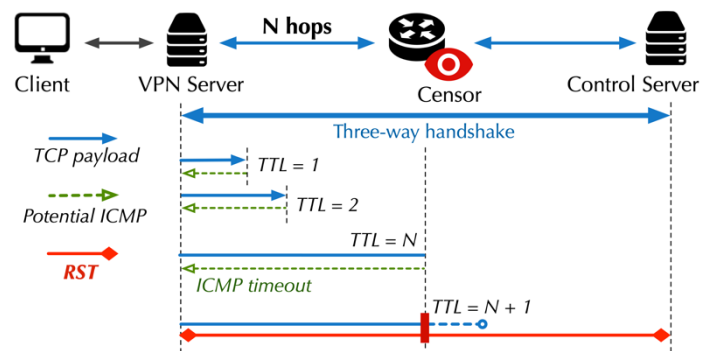 N hops
Client
VPN Server
Censor
Control Server
Three-way handshake
TCP payload
TTL = 1
Potential ICMP
TTL = 2
RST
TTL = N
ICMP timeout
TTL = N + 1